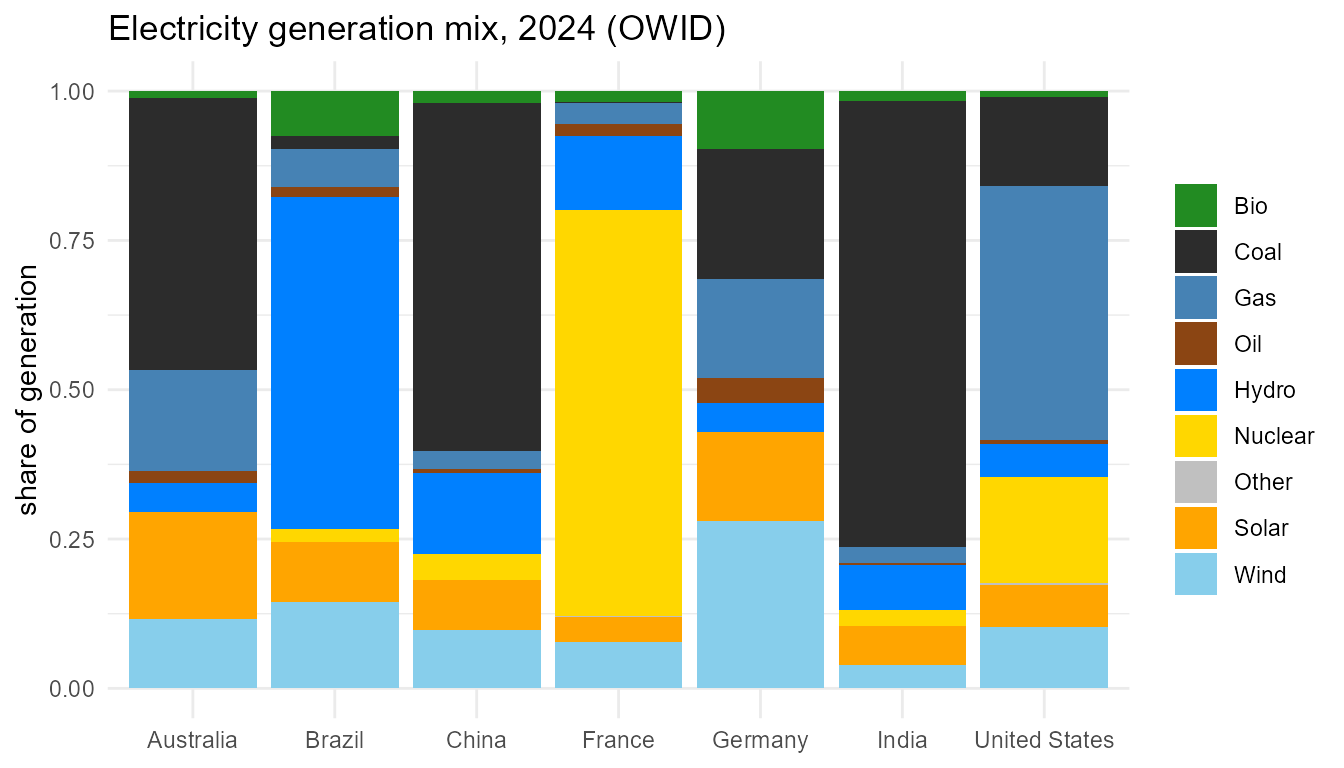 Electricity generation mix, 2024 (OWID)
share of generation
1.00
0.75
0.50
0.25
0.00
Australia
Brazil
China
France
Germany
India
United States
Bio
Coal
Gas
Oil
Hydro
Nuclear
Other
Solar
Wind